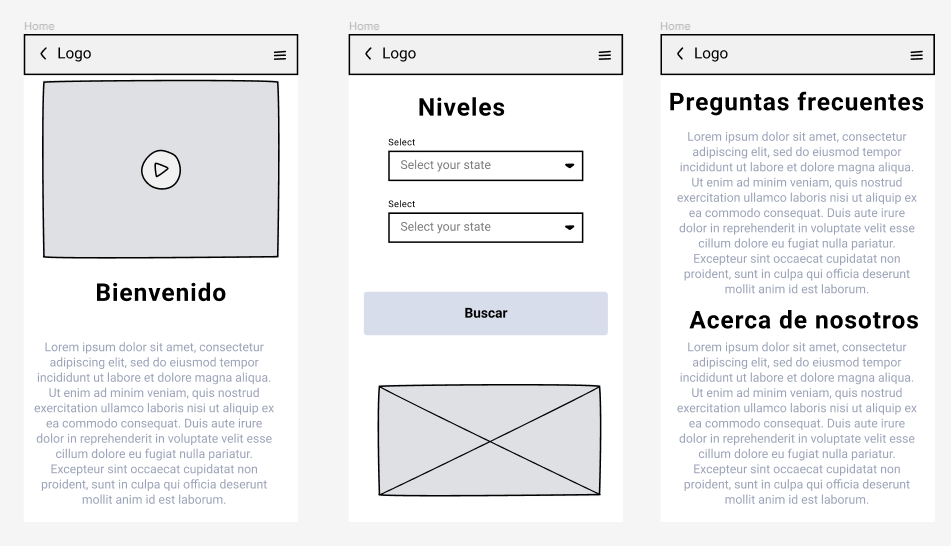 Home
Logo
Bienvenido
Lorem ipsum dolor sit amet, consectetur
adipiscing elit, sed do eiusmod tempor
incididunt ut labore et dolore magna aliqua.
Ut enim ad minim veniam, quis nostrud
exercitation ullamco laboris nisi ut aliquip ex
ea commodo consequat. Duis aute irure
dolor in reprehenderit in voluptate velit esse
cillum dolore eu fugiat nulla pariatur.
Excepteur sint occaecat cupidatat non
proident, sunt in culpa qui officia deserunt
mollit anim id est laborum.
Home
Logo
Niveles
Select
Select your state
Select
Select your state
Buscar
Home
Logo
Preguntas frecuentes
Lorem ipsum dolor sit amet, consectetur
adipiscing elit, sed do eiusmod tempor
incididunt ut labore et dolore magna aliqua.
Ut enim ad minim veniam, quis nostrud
exercitation ullamco laboris nisi ut aliquip ex
ea commodo consequat. Duis aute irure
dolor in reprehenderit in voluptate velit esse
cillum dolore eu fugiat nulla pariatur.
Excepteur sint occaecat cupidatat non
proident, sunt in culpa qui officia deserunt
mollit anim id est laborum.
Acerca de nosotros
Lorem ipsum dolor sit amet, consectetur
adipiscing elit, sed do eiusmod tempor
incididunt ut labore et dolore magna aliqua.
Ut enim ad minim veniam, quis nostrud
exercitation ullamco laboris nisi ut aliquip ex
ea commodo consequat. Duis aute irure
dolor in reprehenderit in voluptate velit esse
cillum dolore eu fugiat nulla pariatur.
Excepteur sint occaecat cupidatat non
proident, sunt in culpa qui officia deserunt
mollit anim id est laborum.